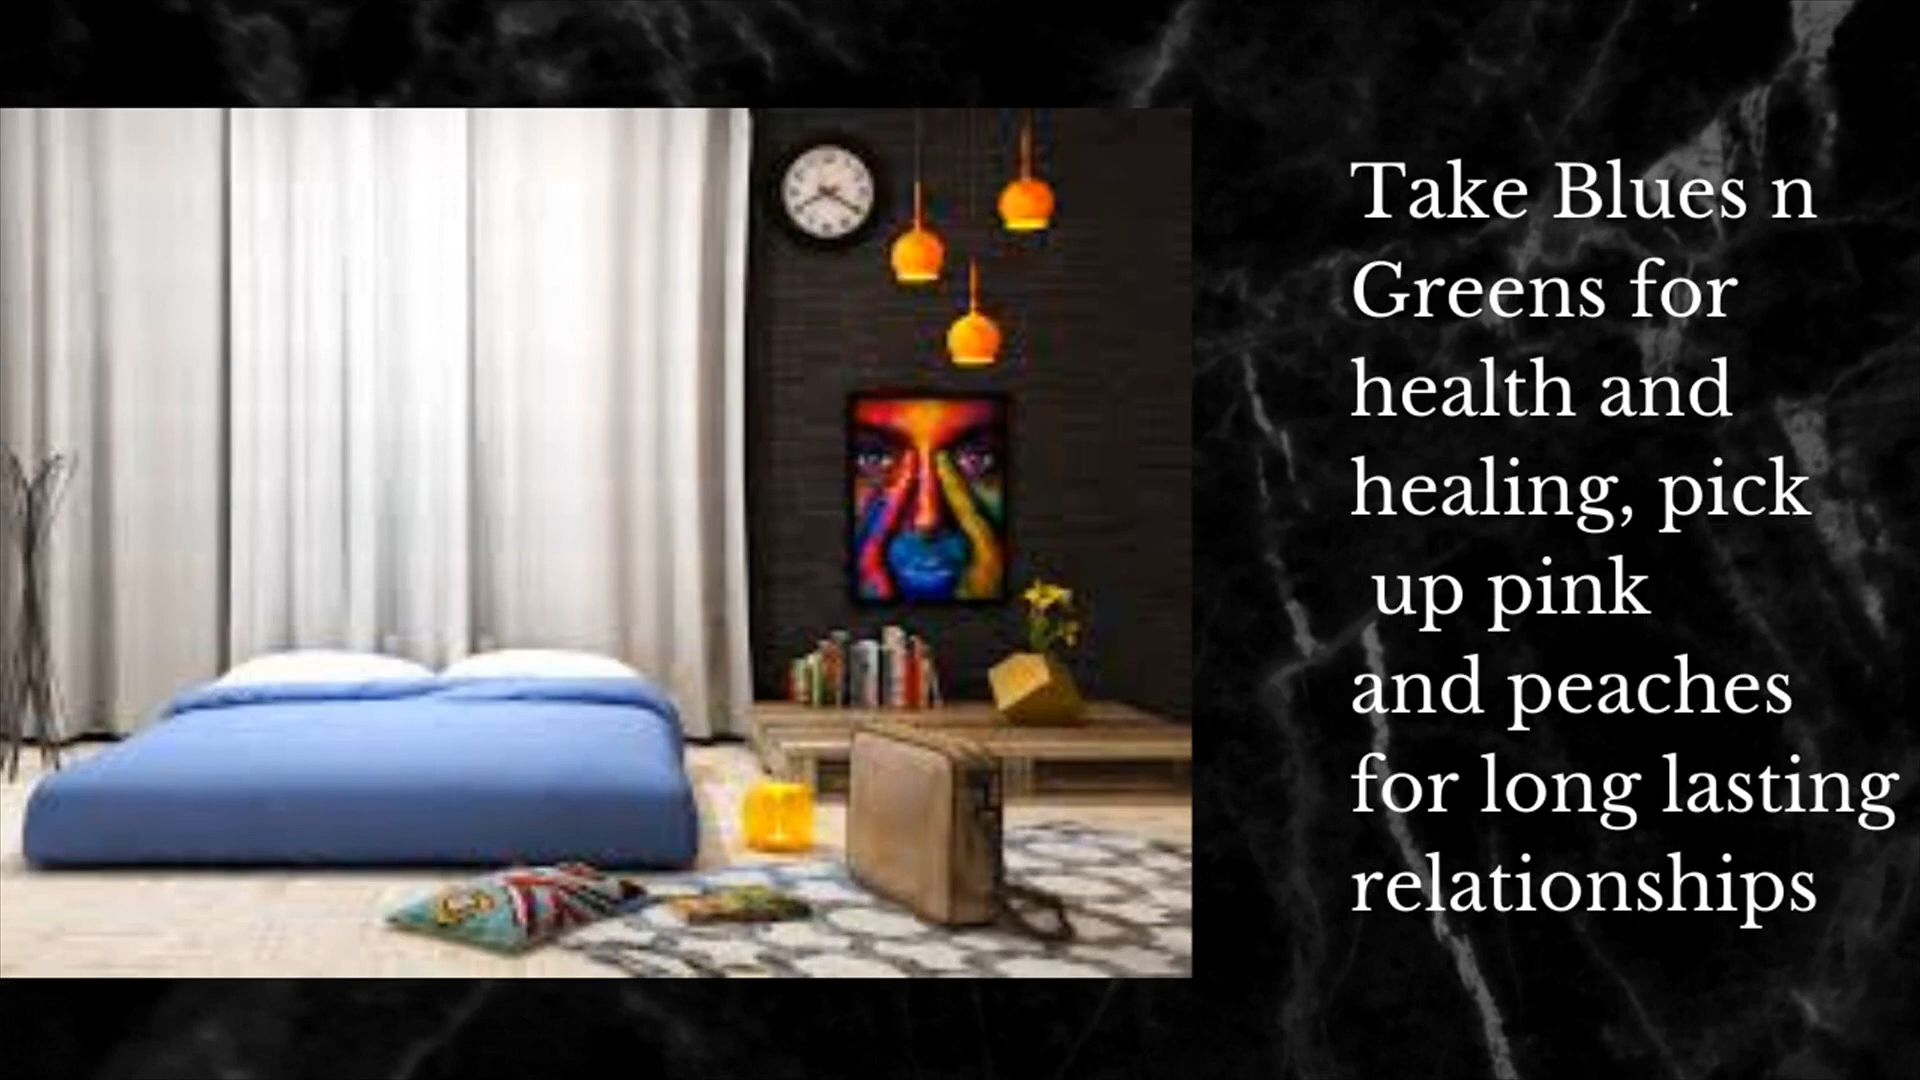 Take Blues n
Greens for
health and
healing, pick
up pink
and peaches
for long lasting
relationships